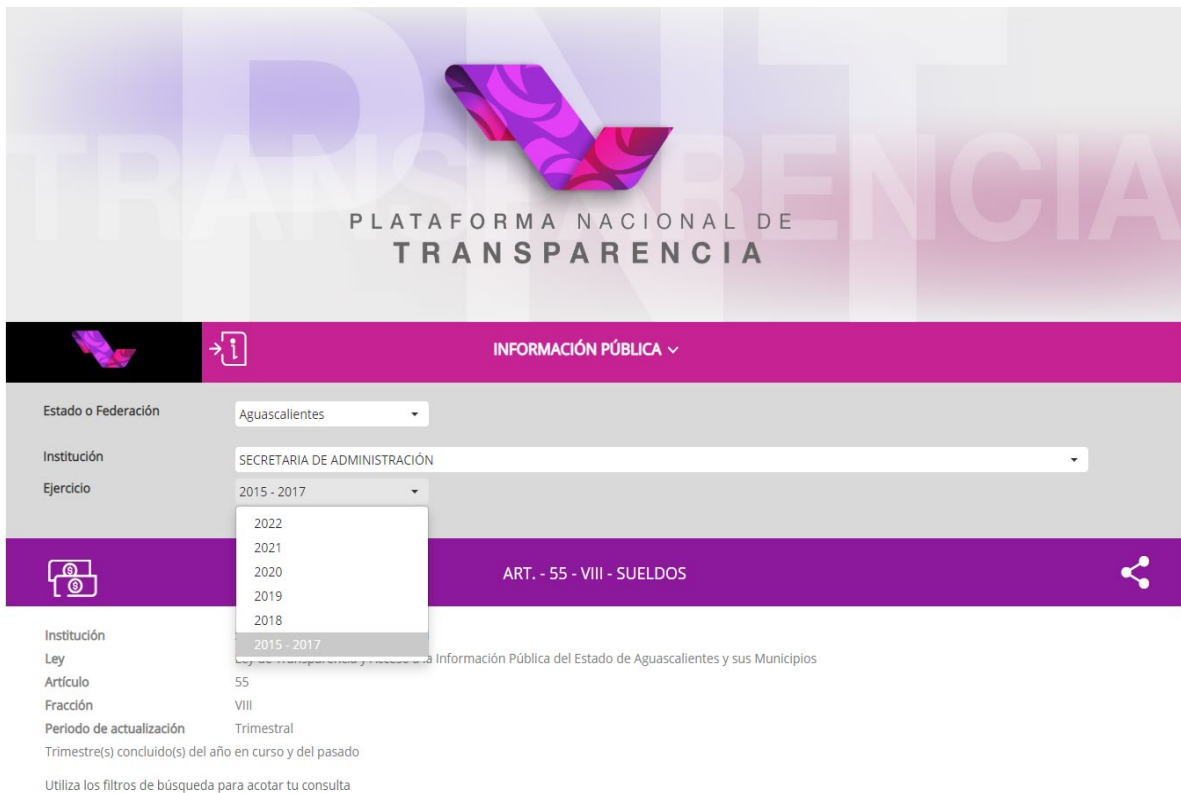 PNT
TRANSPARENCIA
PLATAFORMA NACIONAL DE
TRANSPARENCIA
INFORMACIÓN PÚBLICA
Estado o Federación Aguascalientes
Institución SECRETARIA DE ADMINISTRACIÓN
Ejercicio 2015 - 2017
2022
2021
2020
2019
2018
2015 - 2017
ART. - 55 - VIII - SUELDOS
Institución
Ley a la Información Pública del Estado de Aguascalientes y sus Municipios
Artículo 55
Fracción VIII
Periodo de actualización Trimestral
Trimestre(s) concluido(s) del año en curso y del pasado
Utiliza los filtros de búsqueda para acotar tu consulta